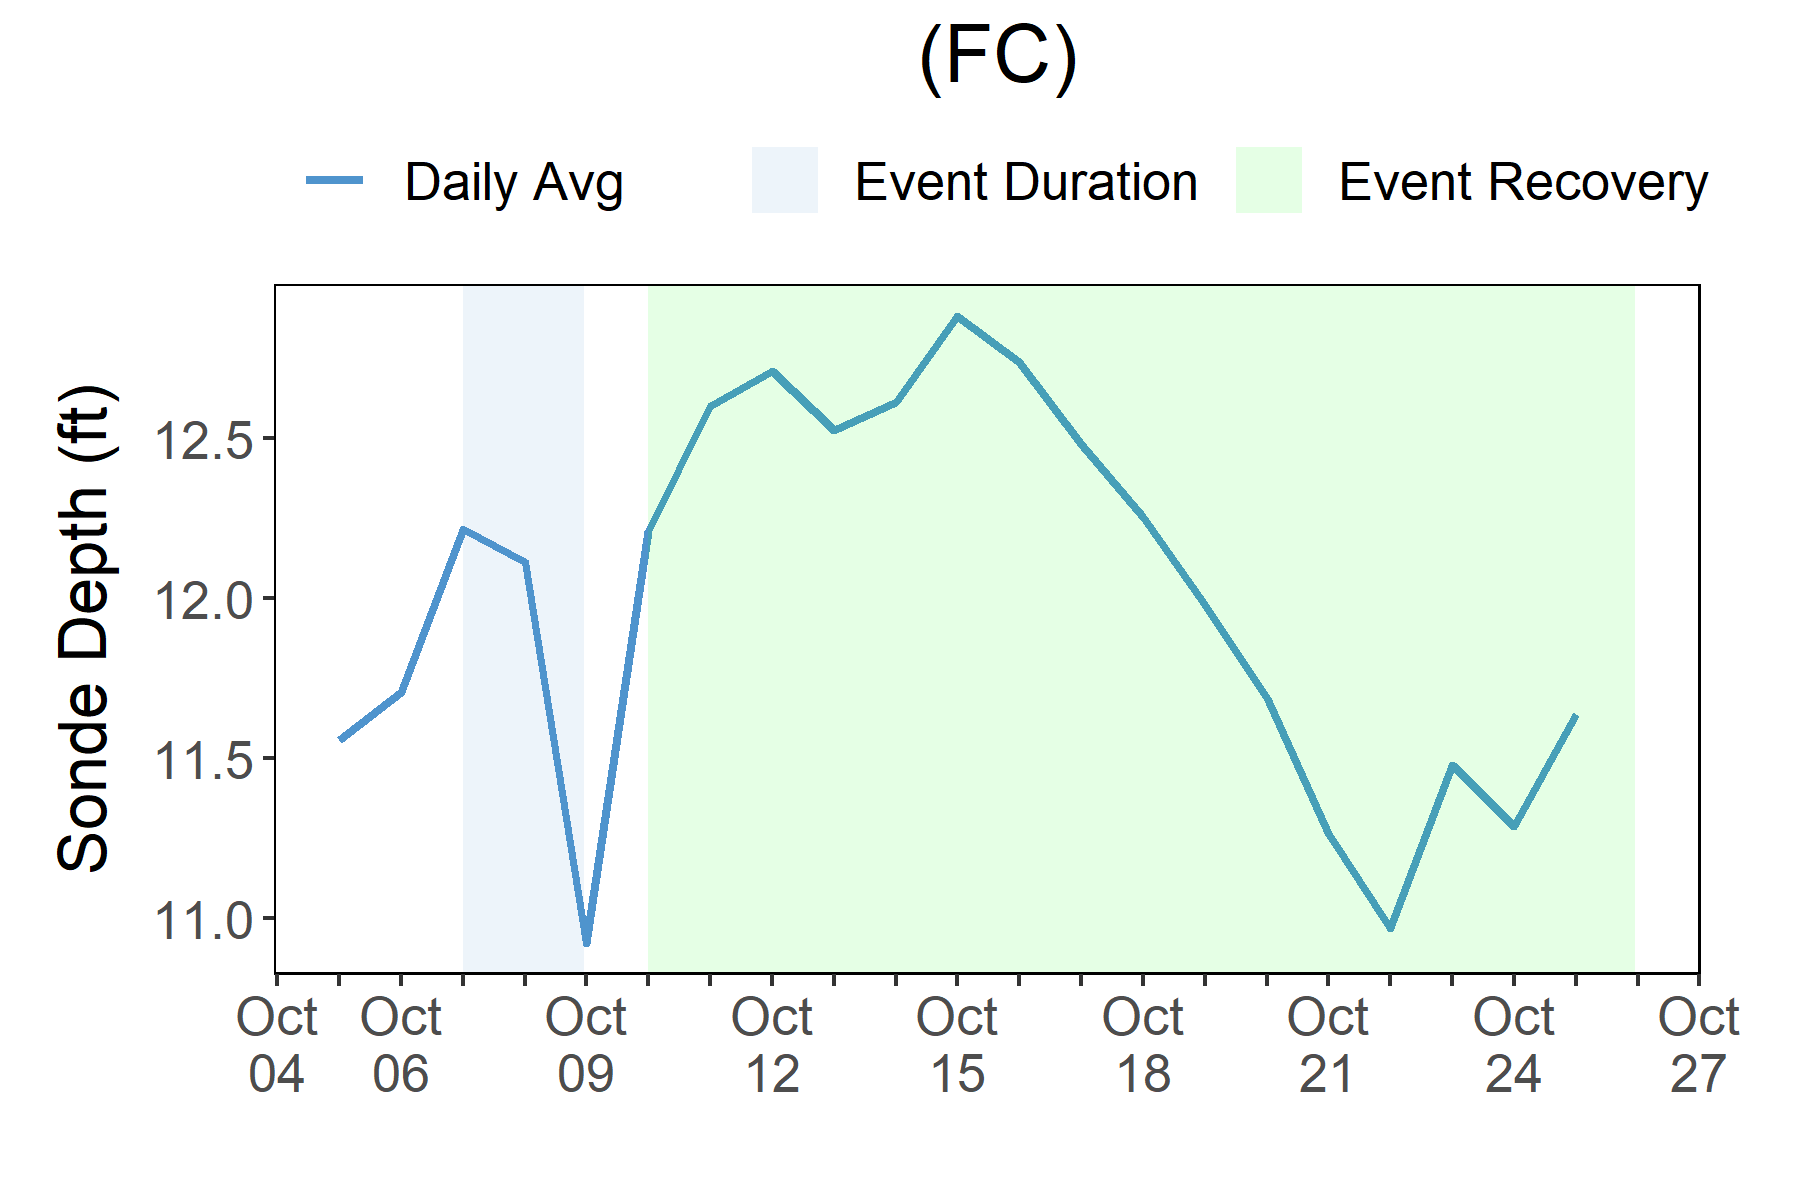 (FC)
Daily Avg
Event Duration
Event Recovery
Sonde Depth (ft)
12.5
12.0
11.5
11.0
Oct Oct Oct Oct Oct Oct Oct Oct Oct
04 06 09 12 15 18 21 24 27